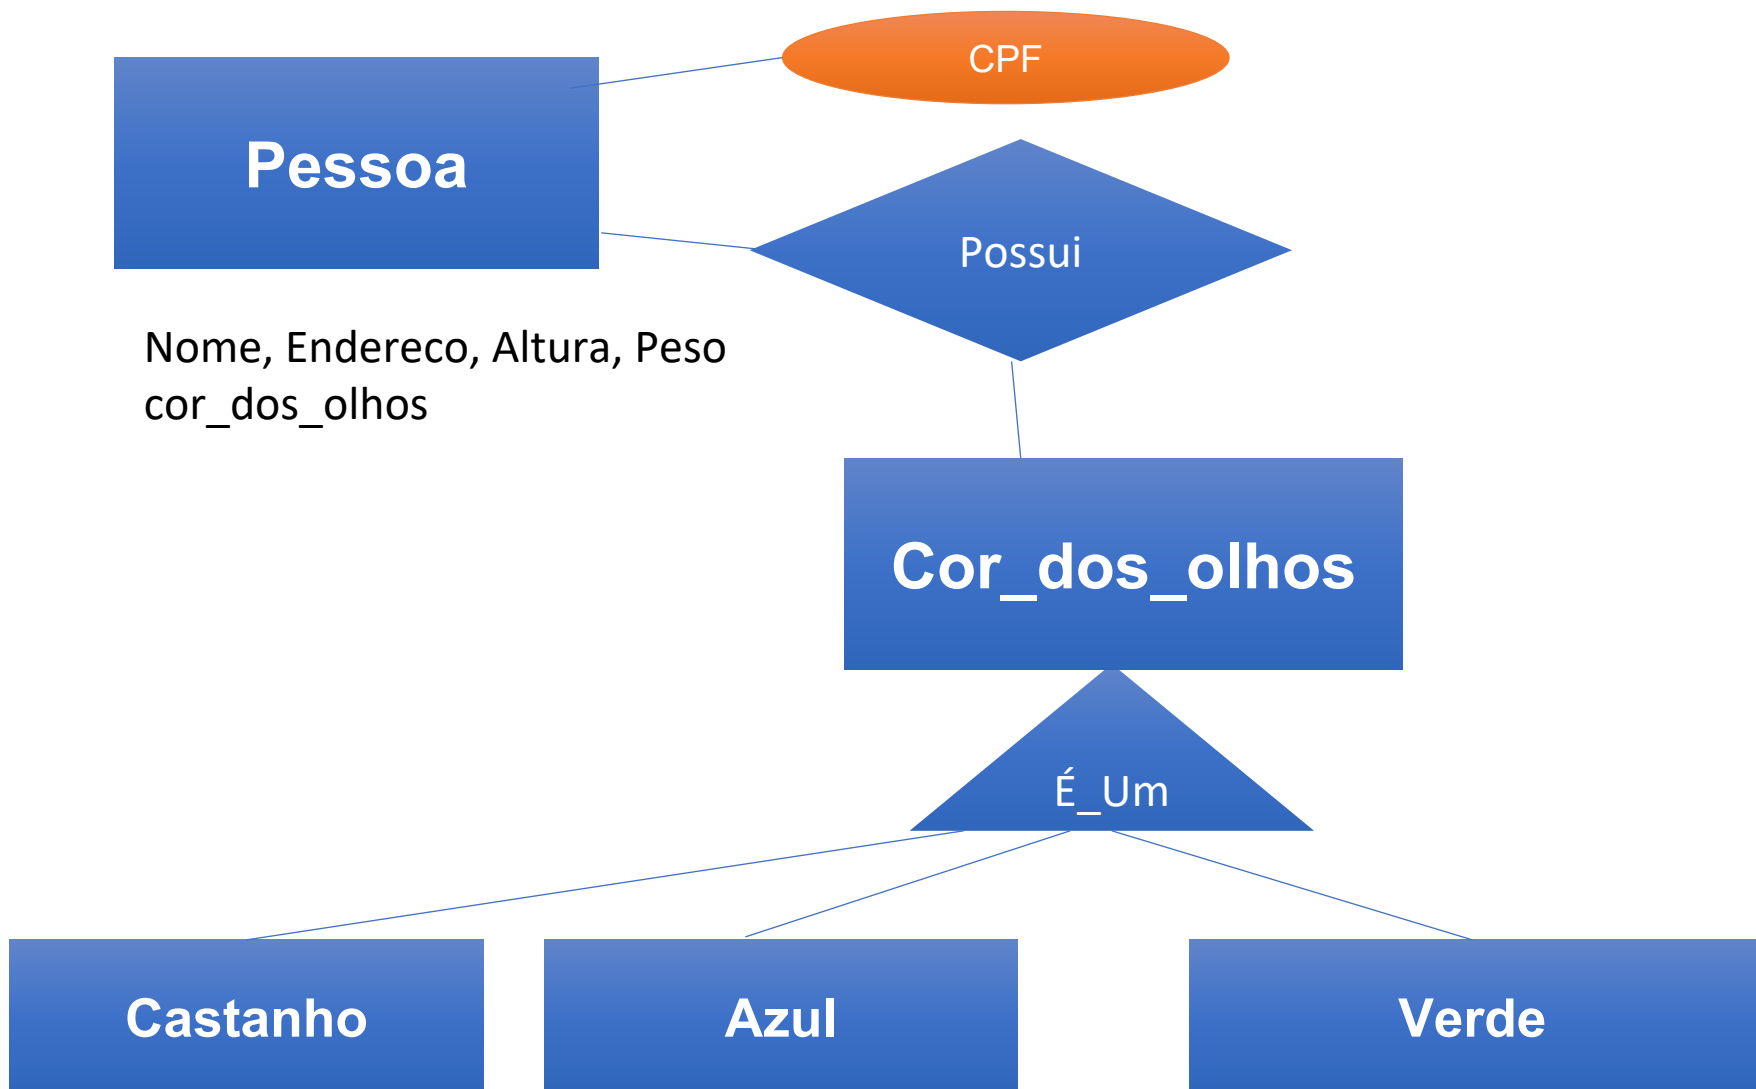 CPF
Pessoa
Possui
Nome, Endereco, Altura, Peso
cor_dos_olhos
Cor_dos_olhos
É_Um
Castanho
Azul
Verde